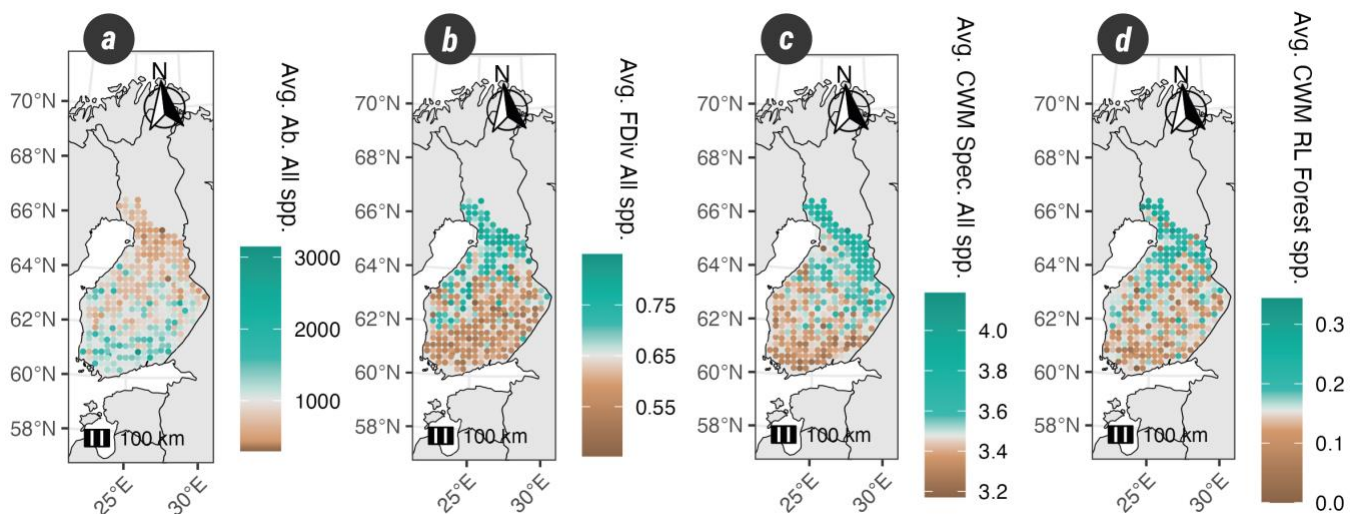 a
N
70°N
68°N
66°N
64°N
62°N
60°N
58°N
100 km
25°E
30°E
Avg. Ab. All spp.
3000
2000
1000
b
N
70°N
68°N
66°N
64°N
62°N
60°N
58°N
100 km
25°E
30°E
Avg. FDiv All spp.
0.75
0.65
0.55
c
N
70°N
68°N
66°N
64°N
62°N
60°N
58°N
100 km
25°E
30°E
Avg. CWM Spec. All spp.
4.0
3.8
3.6
3.4
3.2
d
N
70°N
68°N
66°N
64°N
62°N
60°N
58°N
100 km
25°E
30°E
Avg. CWM RL Forest spp.
0.3
0.2
0.1
0.0